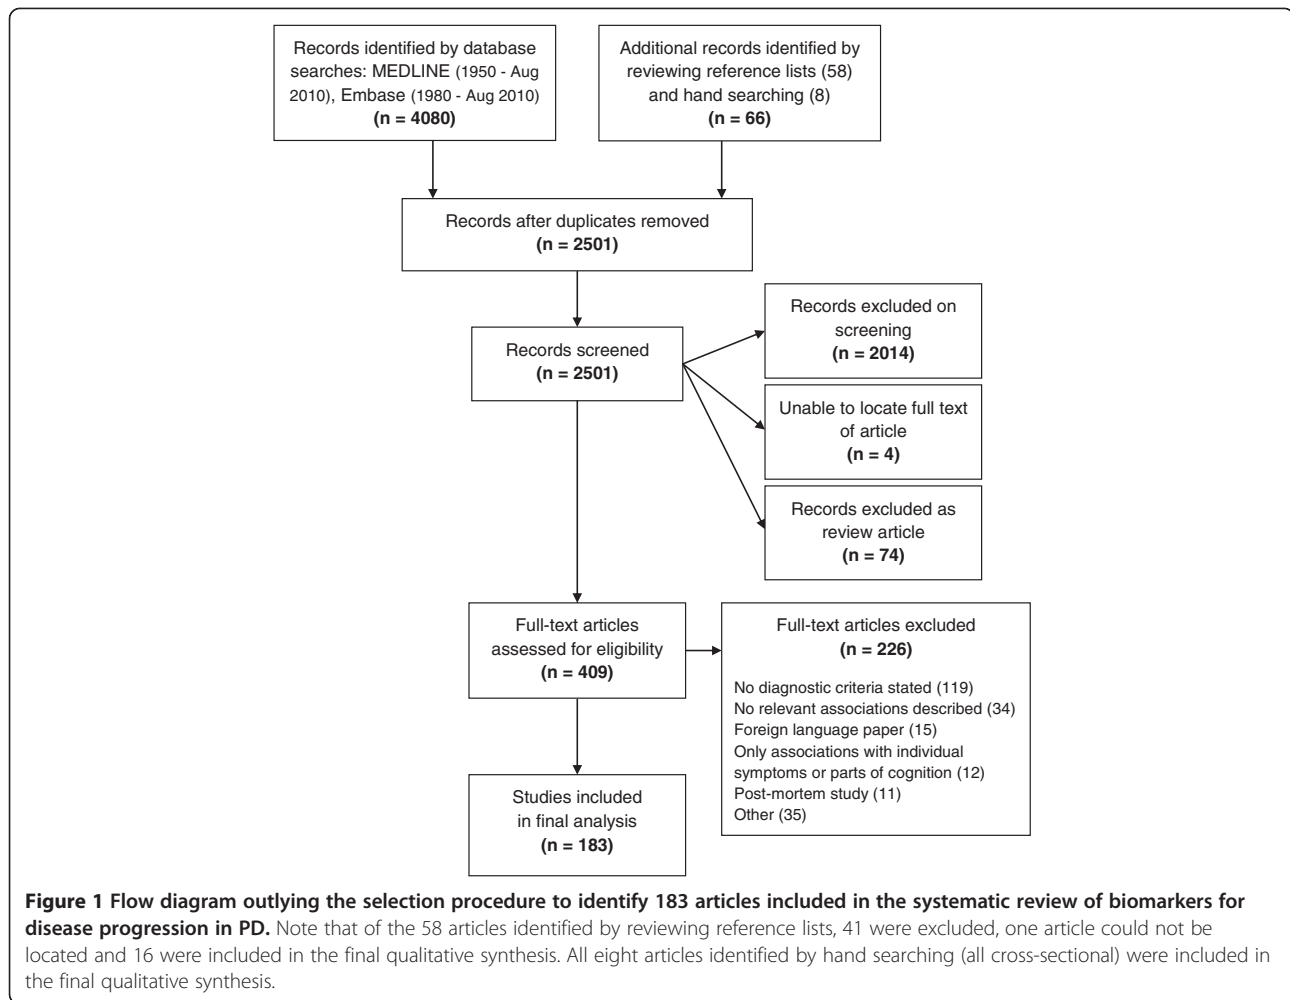 Records identified by database
searches: MEDLINE (1950 - Aug
2010), Embase (1980 - Aug 2010)
(n = 4080)
Additional records identified by
reviewing reference lists (58)
and hand searching (8)
n = 66)
Records after duplicates removed
(n = 2501)
Records screened
(n = 2501)
Records excluded on
screening
(n = 2014)
Unable to locate full text
of article
(n = 4)
Records excluded as
review article
(n = 74)
Full-text articles
assessed for eligibility
(n = 409)
Full-text articles excluded
(n = 226)
No diagnostic criteria stated (119)
No relevant associations described (34)
Foreign language paper (15)
Only associations with individual
symptoms or parts of cognition (12)
Post-mortem study (11)
Other (35)
Studies included
in final analysis
(n = 183)
Figure 1 Flow diagram outlying the selection procedure to identify 183 articles included in the systematic review of biomarkers for
disease progression in PD. Note that of the 58 articles identified by reviewing reference lists, 41 were excluded, one article could not be
located and 16 were included in the final qualitative synthesis. All eight articles identified by hand searching (all cross-sectional) were included in
the final qualitative synthesis.